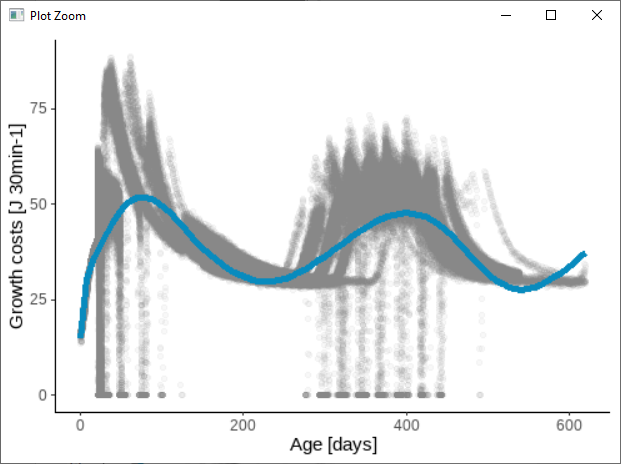 Plot Zoom
Growth costs [J 30min-1]
75
50
25
0
0 200 400 600
Age [days]